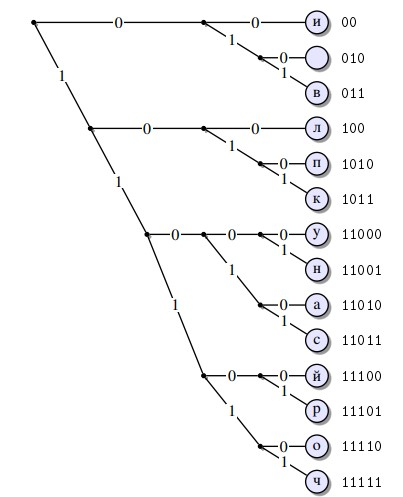 0 0 и 00
1 0 010
1 в 011
1 0 0 л 100
1 0 п 1010
1 к 1011
1 0 0 0 у 11000
1 н 11001
1 0 а 11010
1 с 11011
1 0 0 й 11100
1 р 11101
1 0 о 11110
1 ч 11111